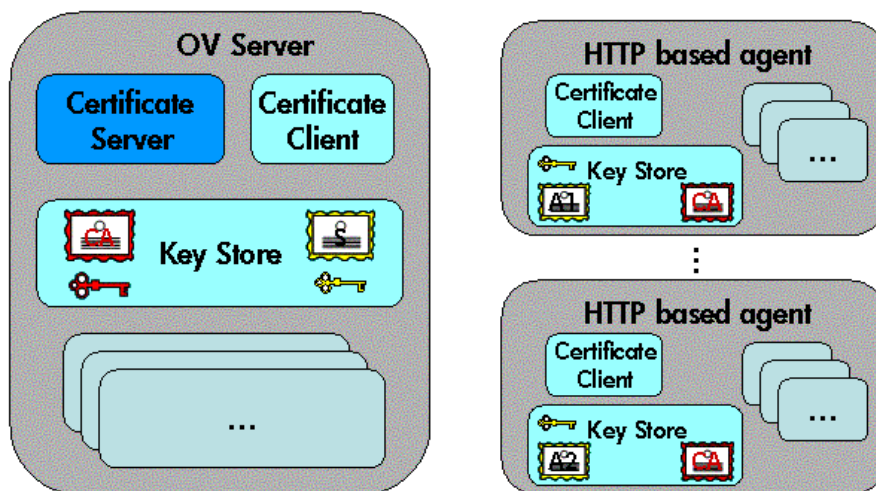 OV Server
Certificate
Server
Certificate
Client
CA
S
Key Store
...
HTTP based agent
Certificate
Client
...
Key Store
A1
CA
⋮
HTTP based agent
Certificate
Client
...
Key Store
A2
CA